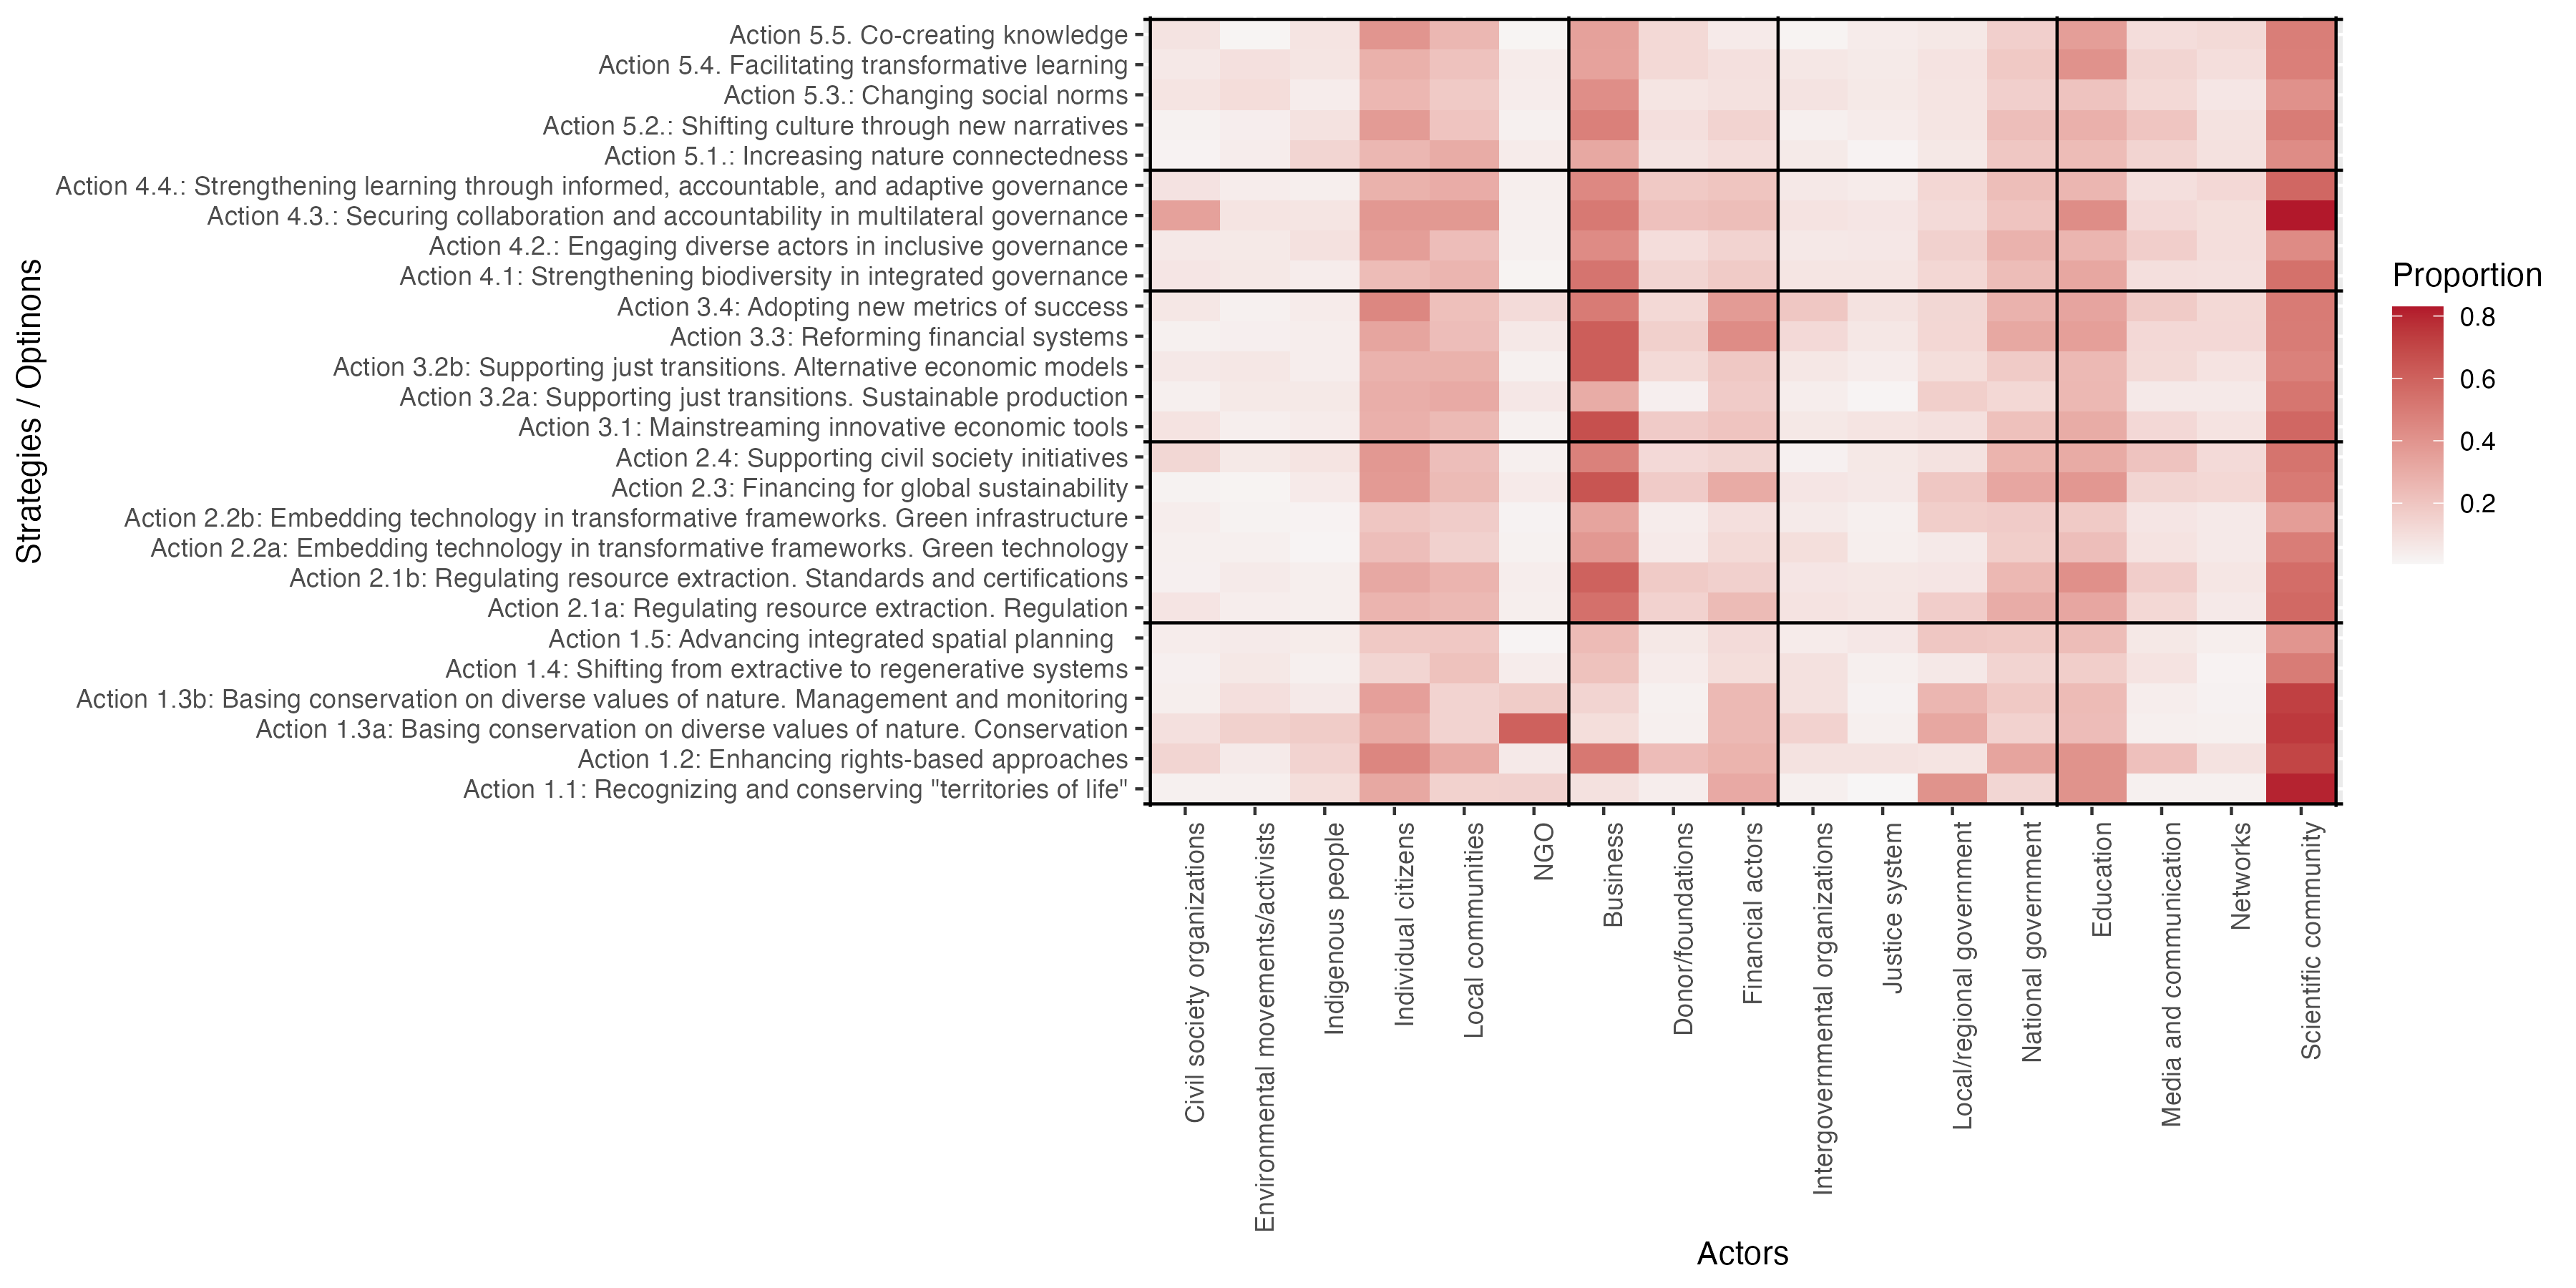 Strategies / Optinons
Action 5.5. Co-creating knowledge
Action 5.4. Facilitating transformative learning
Action 5.3.: Changing social norms
Action 5.2.: Shifting culture through new narratives
Action 5.1.: Increasing nature connectedness
Action 4.4.: Strengthening learning through informed, accountable, and adaptive governance
Action 4.3.: Securing collaboration and accountability in multilateral governance
Action 4.2.: Engaging diverse actors in inclusive governance
Action 4.1: Strengthening biodiversity in integrated governance
Action 3.4: Adopting new metrics of success
Action 3.3: Reforming financial systems
Action 3.2b: Supporting just transitions. Alternative economic models
Action 3.2a: Supporting just transitions. Sustainable production
Action 3.1: Mainstreaming innovative economic tools
Action 2.4: Supporting civil society initiatives
Action 2.3: Financing for global sustainability
Action 2.2b: Embedding technology in transformative frameworks. Green infrastructure
Action 2.2a: Embedding technology in transformative frameworks. Green technology
Action 2.1b: Regulating resource extraction. Standards and certifications
Action 2.1a: Regulating resource extraction. Regulation
Action 1.5: Advancing integrated spatial planning
Action 1.4: Shifting from extractive to regenerative systems
Action 1.3b: Basing conservation on diverse values of nature. Management and monitoring
Action 1.3a: Basing conservation on diverse values of nature. Conservation
Action 1.2: Enhancing rights-based approaches
Action 1.1: Recognizing and conserving "territories of life"
Civil society organizations
Environmental movements/activists
Indigenous people
Individual citizens
Local communities
NGO
Business
Donor/foundations
Financial actors
Intergovernmental organizations
Justice system
Local/regional government
National government
Education
Media and communication
Networks
Scientific community
Actors
Proportion
0.8
0.6
0.4
0.2